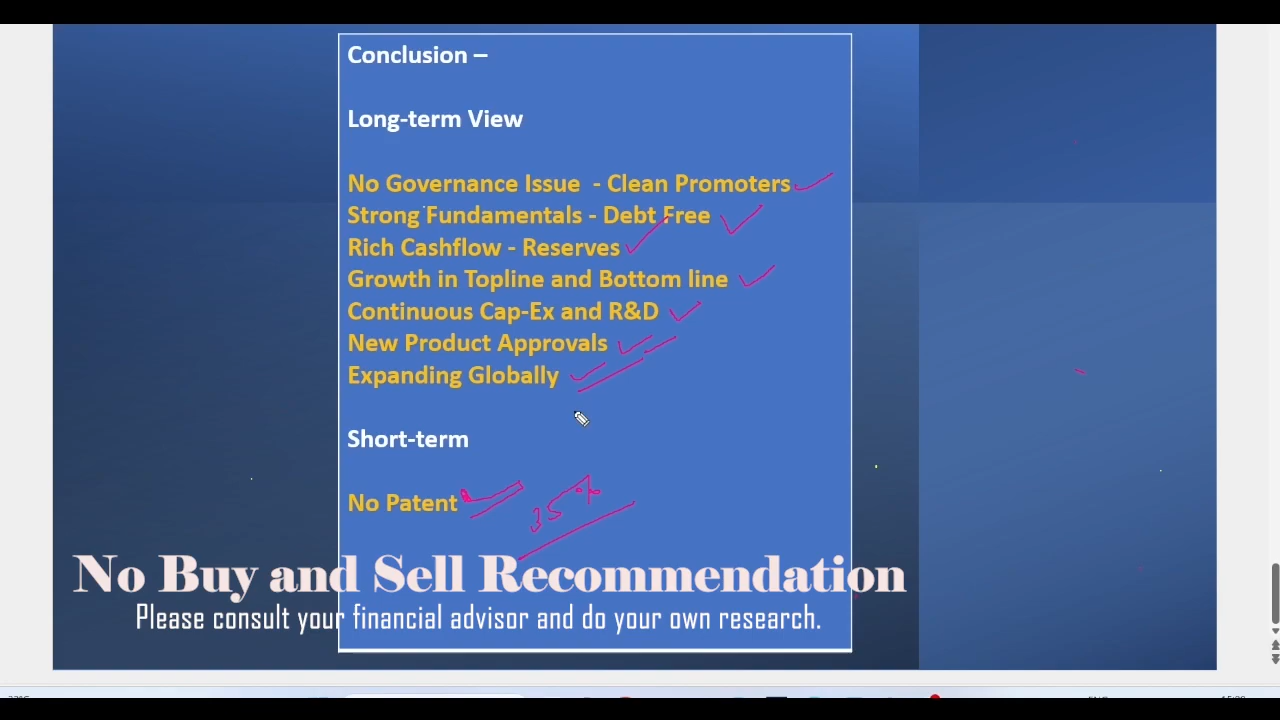 Conclusion –
Long-term View
No Governance Issue - Clean Promoters
Strong Fundamentals - Debt Free
Rich Cashflow - Reserves
Growth in Topline and Bottom line
Continuous Cap-Ex and R&D
New Product Approvals
Expanding Globally
Short-term
No Patent
35%
No Buy and Sell Recommendation
Please consult your financial advisor and do your own research.